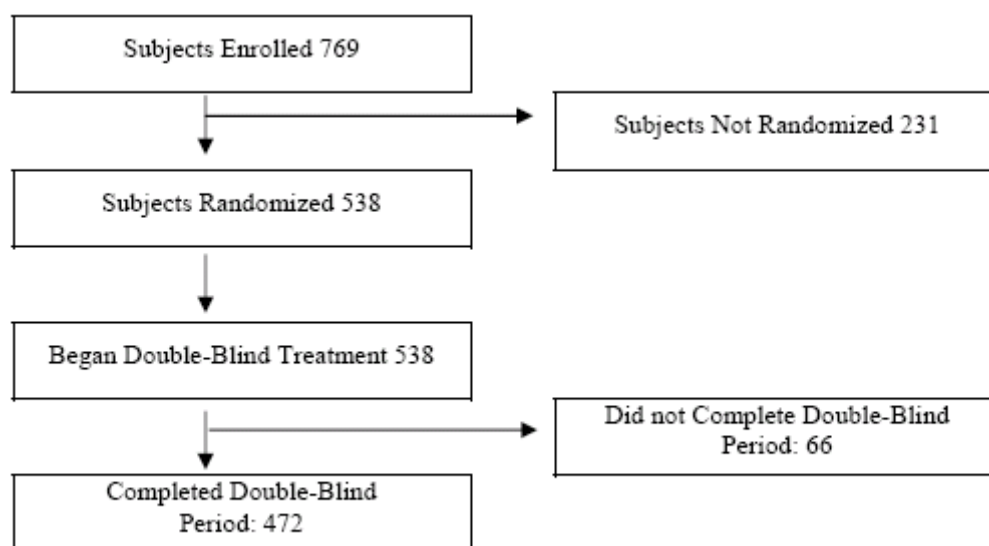 Subjects Enrolled 769
Subjects Not Randomized 231
Subjects Randomized 538
Began Double-Blind Treatment 538
Did not Complete Double-Blind
Period: 66
Completed Double-Blind
Period: 472